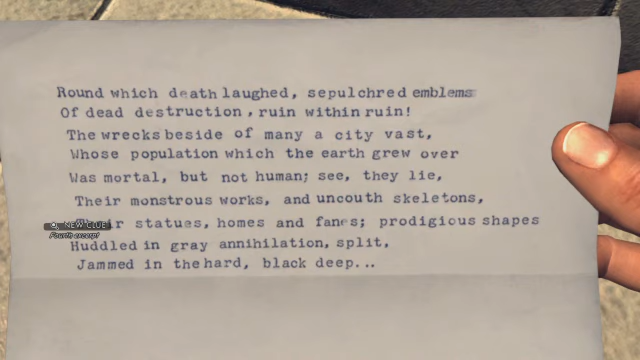 Round which death laughed, sepulchred emblems
Of dead destruction, ruin within ruin!
The wrecks beside of many a city vast,
Whose population which the earth grew over
Was mortal, but not human; see, they lie,
Their monstrous works, and uncouth skeletons,
statues, homes and fanes; prodigious shapes
NEW CLUE
Fourth excerpt
Huddled in gray annihilation, split,
Jammed in the hard, black deep...